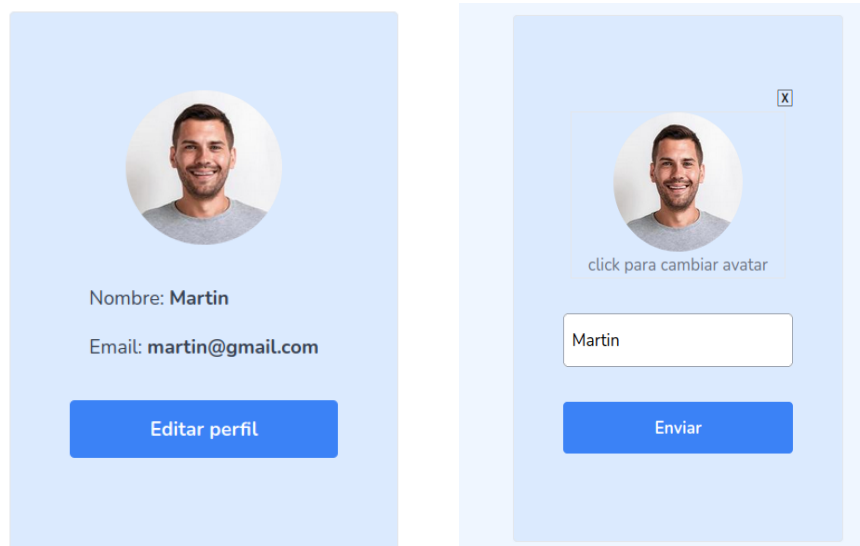 Nombre: Martin
Email: martin@gmail.com
Editar perfil
X
click para cambiar avatar
Martin
Enviar